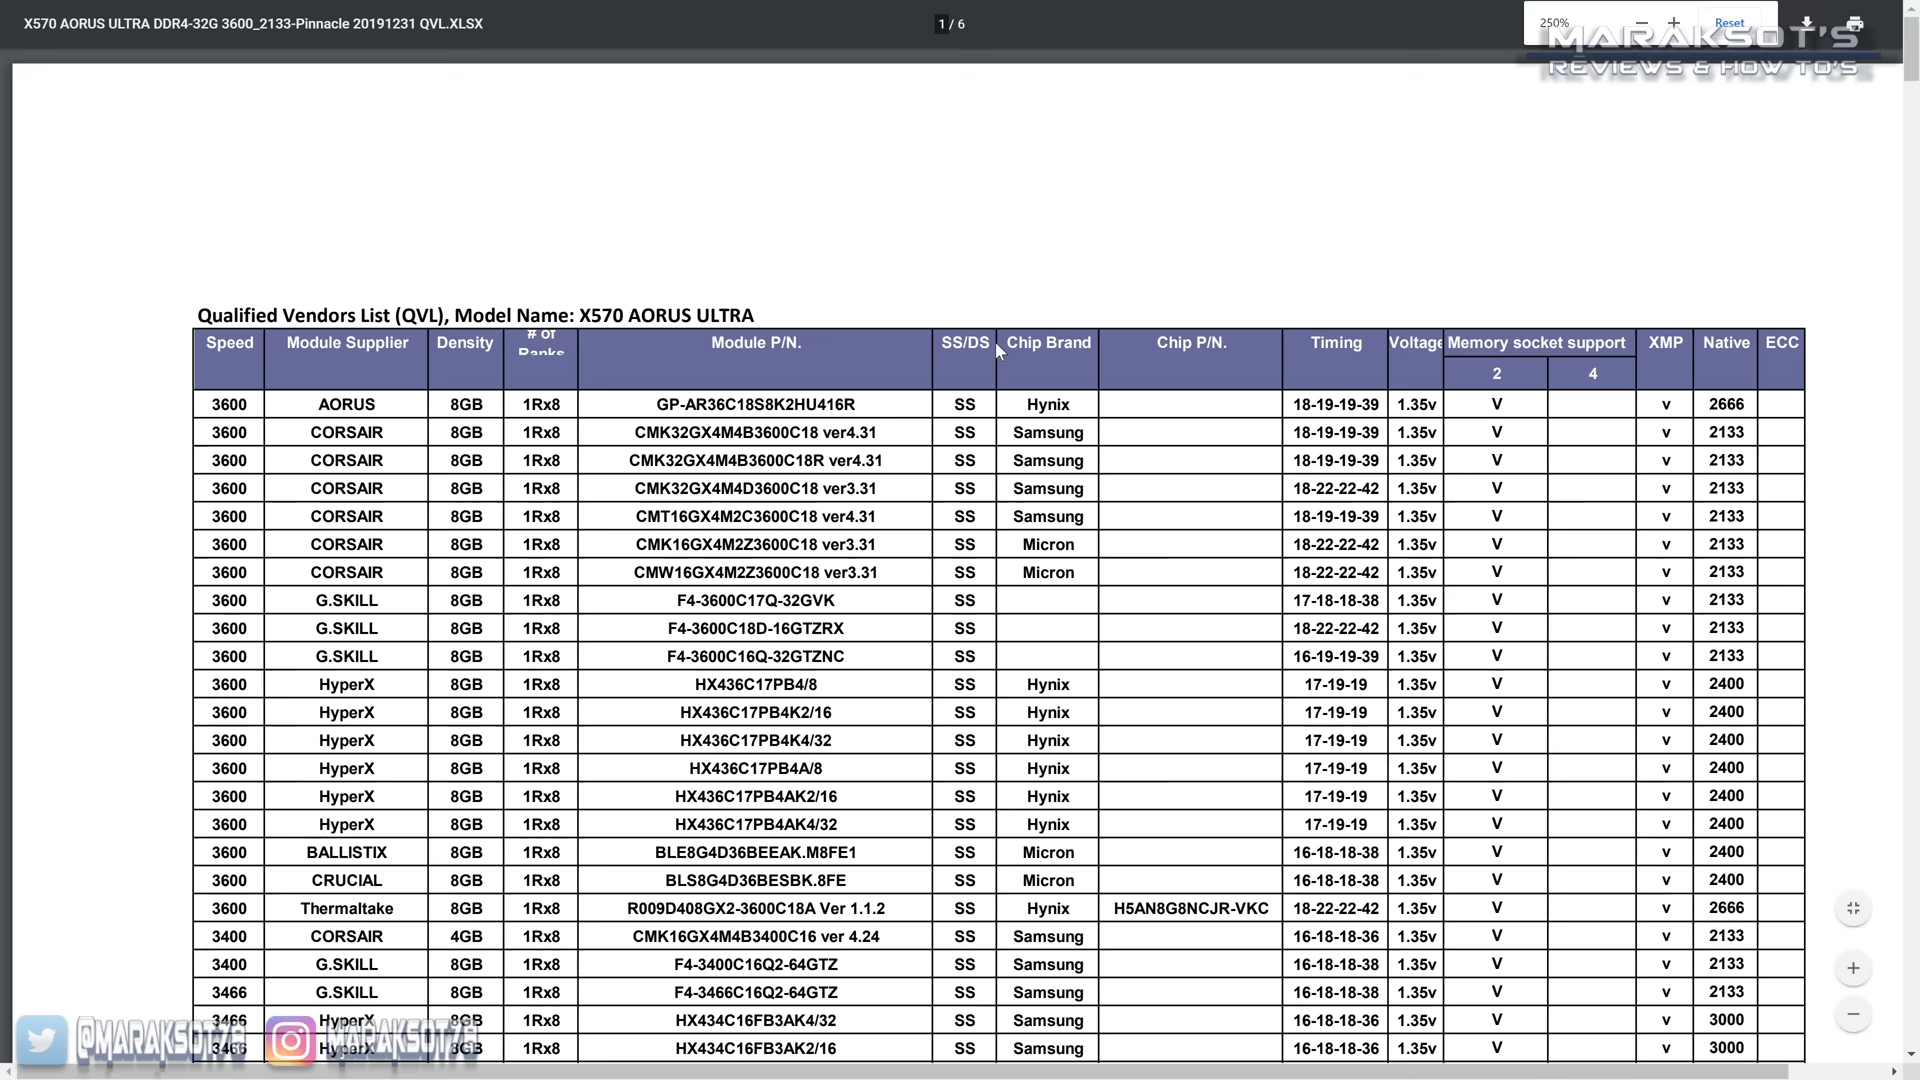 X570 AORUS ULTRA DDR4-32G 3600_2133-Pinnacle 20191231 QVL.XLSX 1 / 6 250% Reset
MARAKSOT'S
REVIEWS & HOW TO'S
Qualified Vendors List (QVL), Model Name: X570 AORUS ULTRA
Speed Module Supplier Density # of Ranks Module P/N. SS/DS Chip Brand Chip P/N. Timing Voltage Memory socket support XMP Native ECC
2 4
3600 AORUS 8GB 1Rx8 GP-AR36C18S8K2HU416R SS Hynix 18-19-19-39 1.35v V v 2666
3600 CORSAIR 8GB 1Rx8 CMK32GX4M4B3600C18 ver4.31 SS Samsung 18-19-19-39 1.35v V v 2133
3600 CORSAIR 8GB 1Rx8 CMK32GX4M4B3600C18R ver4.31 SS Samsung 18-19-19-39 1.35v V v 2133
3600 CORSAIR 8GB 1Rx8 CMK32GX4M4D3600C18 ver3.31 SS Samsung 18-22-22-42 1.35v V v 2133
3600 CORSAIR 8GB 1Rx8 CMT16GX4M2C3600C18 ver4.31 SS Samsung 18-19-19-39 1.35v V v 2133
3600 CORSAIR 8GB 1Rx8 CMK16GX4M2Z3600C18 ver3.31 SS Micron 18-22-22-42 1.35v V v 2133
3600 CORSAIR 8GB 1Rx8 CMW16GX4M2Z3600C18 ver3.31 SS Micron 18-22-22-42 1.35v V v 2133
3600 G.SKILL 8GB 1Rx8 F4-3600C17Q-32GVK SS 17-18-18-38 1.35v V v 2133
3600 G.SKILL 8GB 1Rx8 F4-3600C18D-16GTZRX SS 18-22-22-42 1.35v V v 2133
3600 G.SKILL 8GB 1Rx8 F4-3600C16Q-32GTZNC SS 16-19-19-39 1.35v V v 2133
3600 HyperX 8GB 1Rx8 HX436C17PB4/8 SS Hynix 17-19-19 1.35v V v 2400
3600 HyperX 8GB 1Rx8 HX436C17PB4K2/16 SS Hynix 17-19-19 1.35v V v 2400
3600 HyperX 8GB 1Rx8 HX436C17PB4K4/32 SS Hynix 17-19-19 1.35v V v 2400
3600 HyperX 8GB 1Rx8 HX436C17PB4A/8 SS Hynix 17-19-19 1.35v V v 2400
3600 HyperX 8GB 1Rx8 HX436C17PB4AK2/16 SS Hynix 17-19-19 1.35v V v 2400
3600 HyperX 8GB 1Rx8 HX436C17PB4AK4/32 SS Hynix 17-19-19 1.35v V v 2400
3600 BALLISTIX 8GB 1Rx8 BLE8G4D36BEEAK.M8FE1 SS Micron 16-18-18-38 1.35v V v 2400
3600 CRUCIAL 8GB 1Rx8 BLS8G4D36BESBK.8FE SS Micron 16-18-18-38 1.35v V v 2400
3600 Thermaltake 8GB 1Rx8 R009D408GX2-3600C18A Ver 1.1.2 SS Hynix H5AN8G8NCJR-VKC 18-22-22-42 1.35v V v 2666
3400 CORSAIR 4GB 1Rx8 CMK16GX4M4B3400C16 ver 4.24 SS Samsung 16-18-18-36 1.35v V v 2133
3400 G.SKILL 8GB 1Rx8 F4-3400C16Q2-64GTZ SS Samsung 16-18-18-38 1.35v V v 2133
3466 G.SKILL 8GB 1Rx8 F4-3466C16Q2-64GTZ SS Samsung 16-18-18-38 1.35v V v 2133
3466 HyperX 8GB 1Rx8 HX434C16FB3AK4/32 SS Samsung 16-18-18-36 1.35v V v 3000
3466 HyperX 8GB 1Rx8 HX434C16FB3AK2/16 SS Samsung 16-18-18-36 1.35v V v 3000
@MARAKSOT78 MARAKSOT78